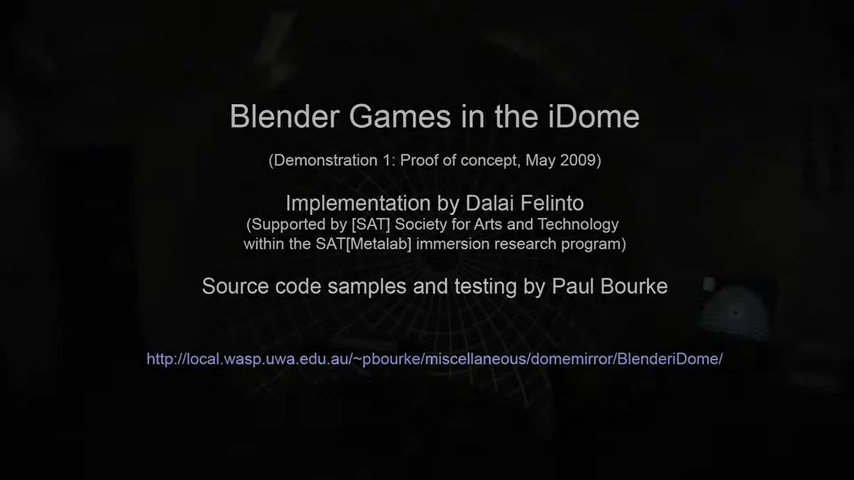 Blender Games in the iDome
(Demonstration 1: Proof of concept, May 2009)
Implementation by Dalai Felinto
(Supported by [SAT] Society for Arts and Technology
within the SAT[Metalab] immersion research program)
Source code samples and testing by Paul Bourke
http://local.wasp.uwa.edu.au/~pbourke/miscellaneous/domemirror/BlenderiDome/